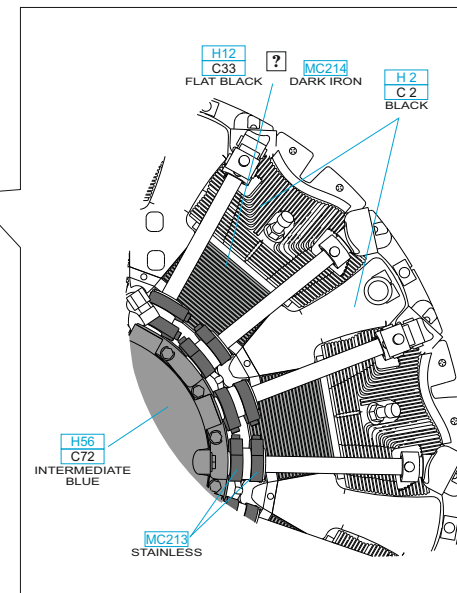 H12
C33
FLAT BLACK
?
MC214
DARK IRON
H 2
C 2
BLACK
H56
C72
INTERMEDIATE
BLUE
MC213
STAINLESS